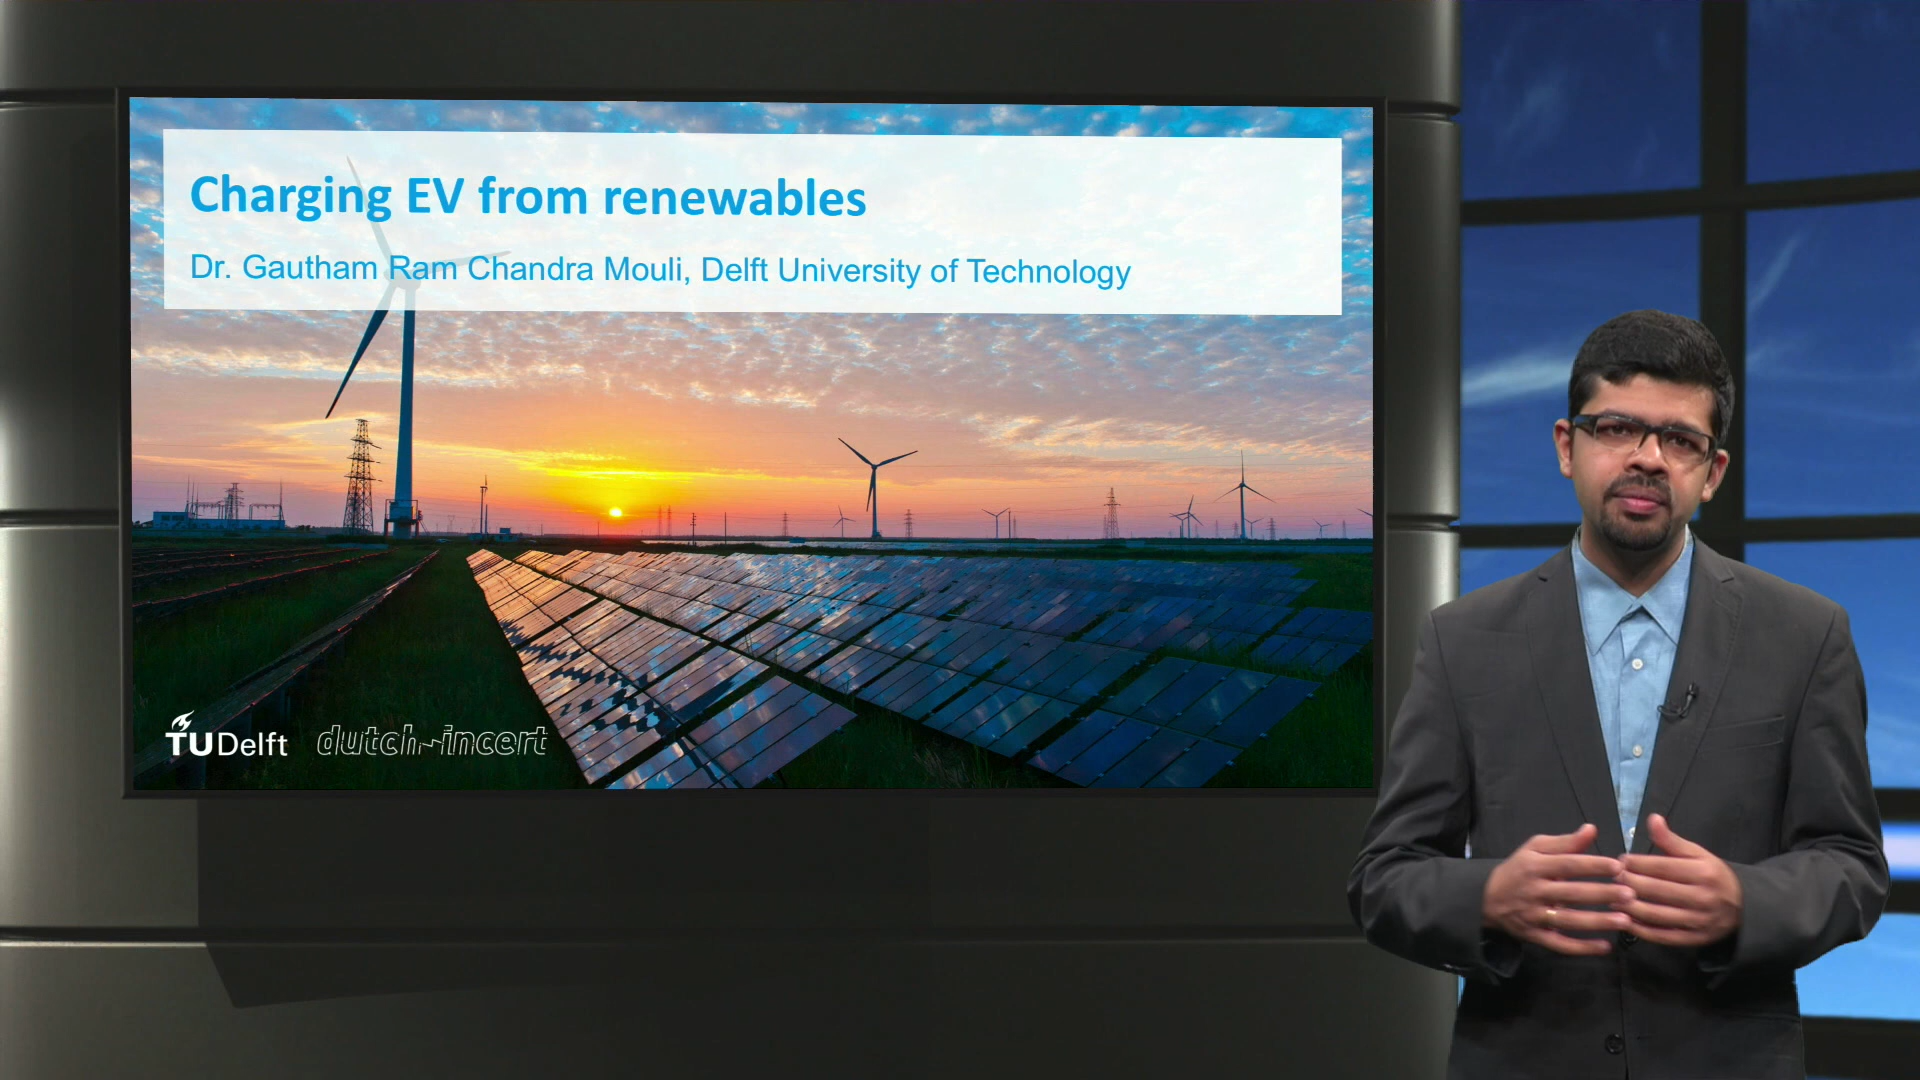 Charging EV from renewables
Dr. Gautham Ram Chandra Mouli, Delft University of Technology
TUDelft dutch-incert